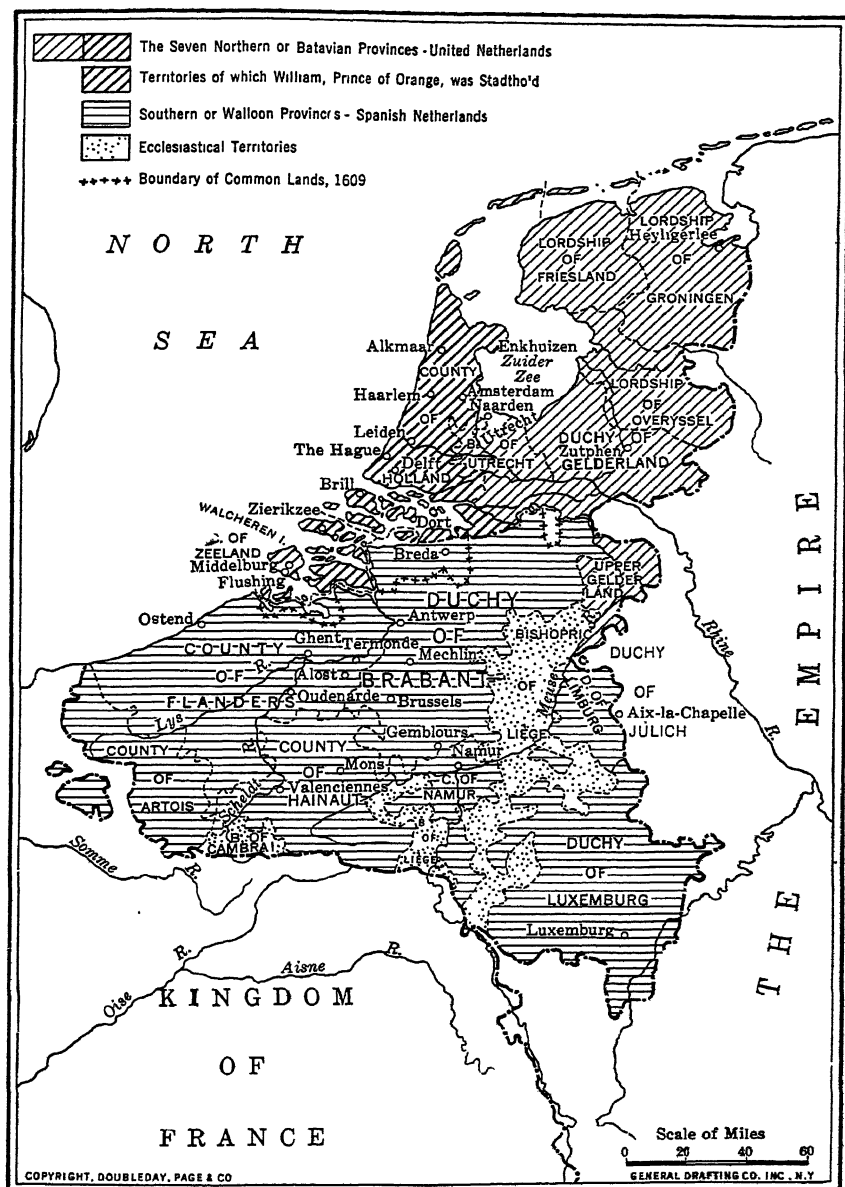 The Seven Northern or Batavian Provinces - United Netherlands
Territories of which William, Prince of Orange, was Stadtho'd
Southern or Walloon Provinces - Spanish Netherlands
Ecclesiastical Territories
Boundary of Common Lands, 1609
NORTH
SEA
LORDSHIP
OF
FRIESLAND
LORDSHIP
Heyligerlee
OF
GRONINGEN
Alkmaar
Enkhuizen
Zuider
Zee
COUNTY
Haarlem
Amsterdam
Naarden
OF
LORDSHIP
OF
OVERYSSEL
Leiden
Utrecht
B. OF
UTRECHT
DUCHY
OF
Zutphen
GELDERLAND
The Hague
Delft
HOLLAND
Brill
Zierikzee
Dort
WALCHEREN I.
C. OF
ZEELAND
Middelburg
Flushing
Breda
UPPER
GELDER
LAND
EMPIRE
DUCHY
Ostend
Antwerp
OF
BISHOPRIC
Rhine
COUNTY
Ghent
Termonde
R.
Mechlin
DUCHY
OF
Alost
BRABANT
OF
Meuse
D. OF
LIMBURG
OF
FLANDERS
Oudenarde
Brussels
Aix-la-Chapelle
JÜLICH
Lys
R.
Gemblours
LIEGE
R.
COUNTY
COUNTY
Namur
OF
OF
Mons
C. OF
NAMUR
Scheldt
Valenciennes
HAINAUT
ARTOIS
B. OF
CAMBRAI
B.
OF
LIEGE
Somme
R.
DUCHY
OF
LUXEMBURG
Luxemburg
THE
R.
Aisne
R.
Oise
KINGDOM
OF
FRANCE
Scale of Miles
0 20 40 60
COPYRIGHT, DOUBLEDAY, PAGE & CO
GENERAL DRAFTING CO. INC., N.Y